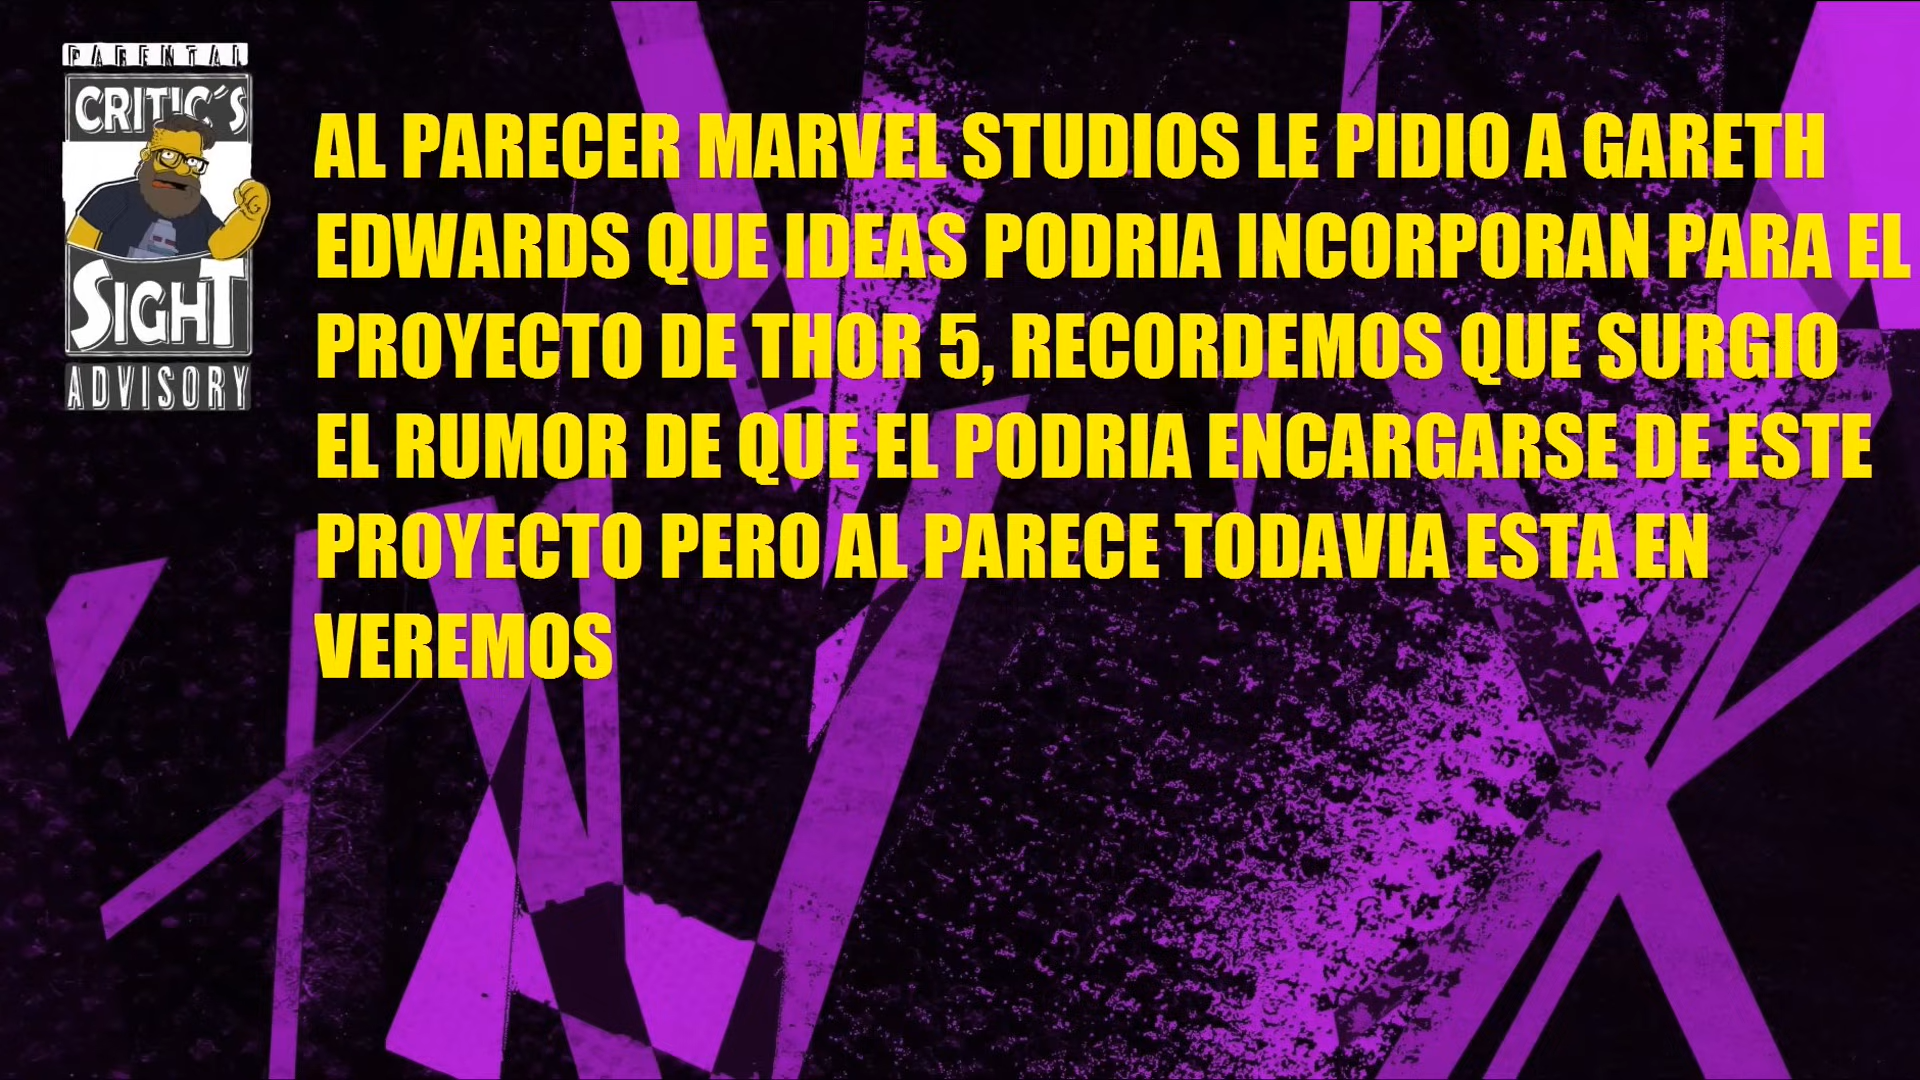 PARENTAL
CRITIC´S
SIGHT
ADVISORY
AL PARECER MARVEL STUDIOS LE PIDIO A GARETH
EDWARDS QUE IDEAS PODRIA INCORPORAN PARA EL
PROYECTO DE THOR 5, RECORDEMOS QUE SURGIO
EL RUMOR DE QUE EL PODRIA ENCARGARSE DE ESTE
PROYECTO PERO AL PARECE TODAVIA ESTA EN
VEREMOS